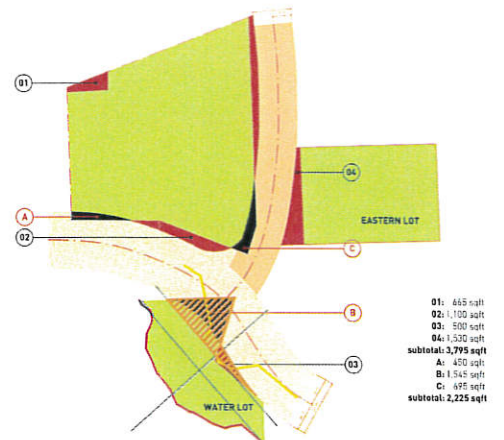 01
04
A
02
C
EASTERN LOT
B
03
WATER LOT
01: 665 sqft
02: 1,100 sqft
03: 500 sqft
04: 1,530 sqft
subtotal: 3,795 sqft
A: 450 sqft
B: 1,545 sqft
C: 695 sqft
subtotal: 2,225 sqft